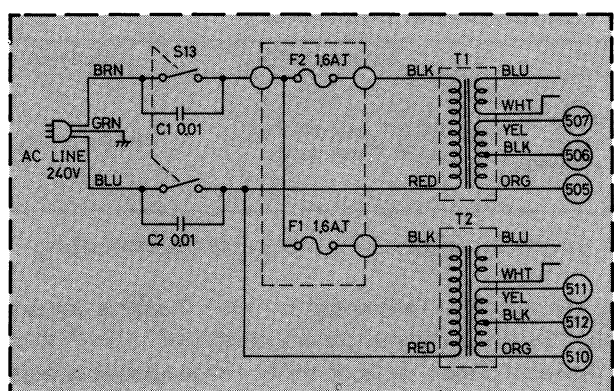 S13
F2 1,6A.T
T1
BRN
BLK
BLU
WHT
GRN
C1 0.01
YEL
507
BLK
506
AC LINE
240V
BLU
RED
ORG
505
T2
F1 1,6A.T
BLK
BLU
C2 0.01
WHT
511
YEL
BLK
512
RED
ORG
510